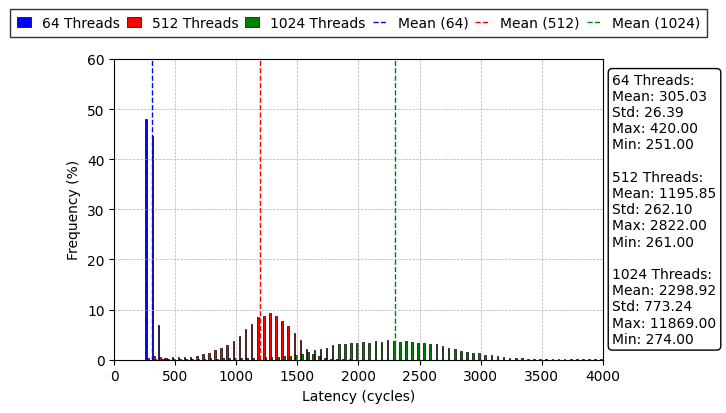 64 Threads 512 Threads 1024 Threads Mean (64) Mean (512) Mean (1024)
60
50
40
30
20
10
0
Frequency (%)
0 500 1000 1500 2000 2500 3000 3500 4000
Latency (cycles)
64 Threads:
Mean: 305.03
Std: 26.39
Max: 420.00
Min: 251.00
512 Threads:
Mean: 1195.85
Std: 262.10
Max: 2822.00
Min: 261.00
1024 Threads:
Mean: 2298.92
Std: 773.24
Max: 11869.00
Min: 274.00